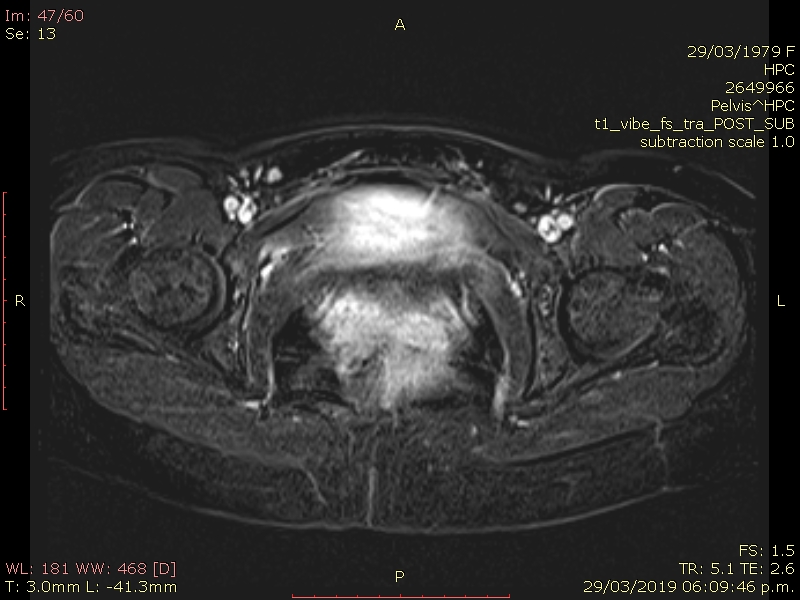 Im: 47/60
Se: 13
A
29/03/1979 F
HPC
2649966
Pelvis^HPC
t1_vibe_fs_tra_POST_SUB
subtraction scale 1.0
R
L
WL: 181 WW: 468 [D]
T: 3.0mm L: -41.3mm
P
FS: 1.5
TR: 5.1 TE: 2.6
29/03/2019 06:09:46 p.m.